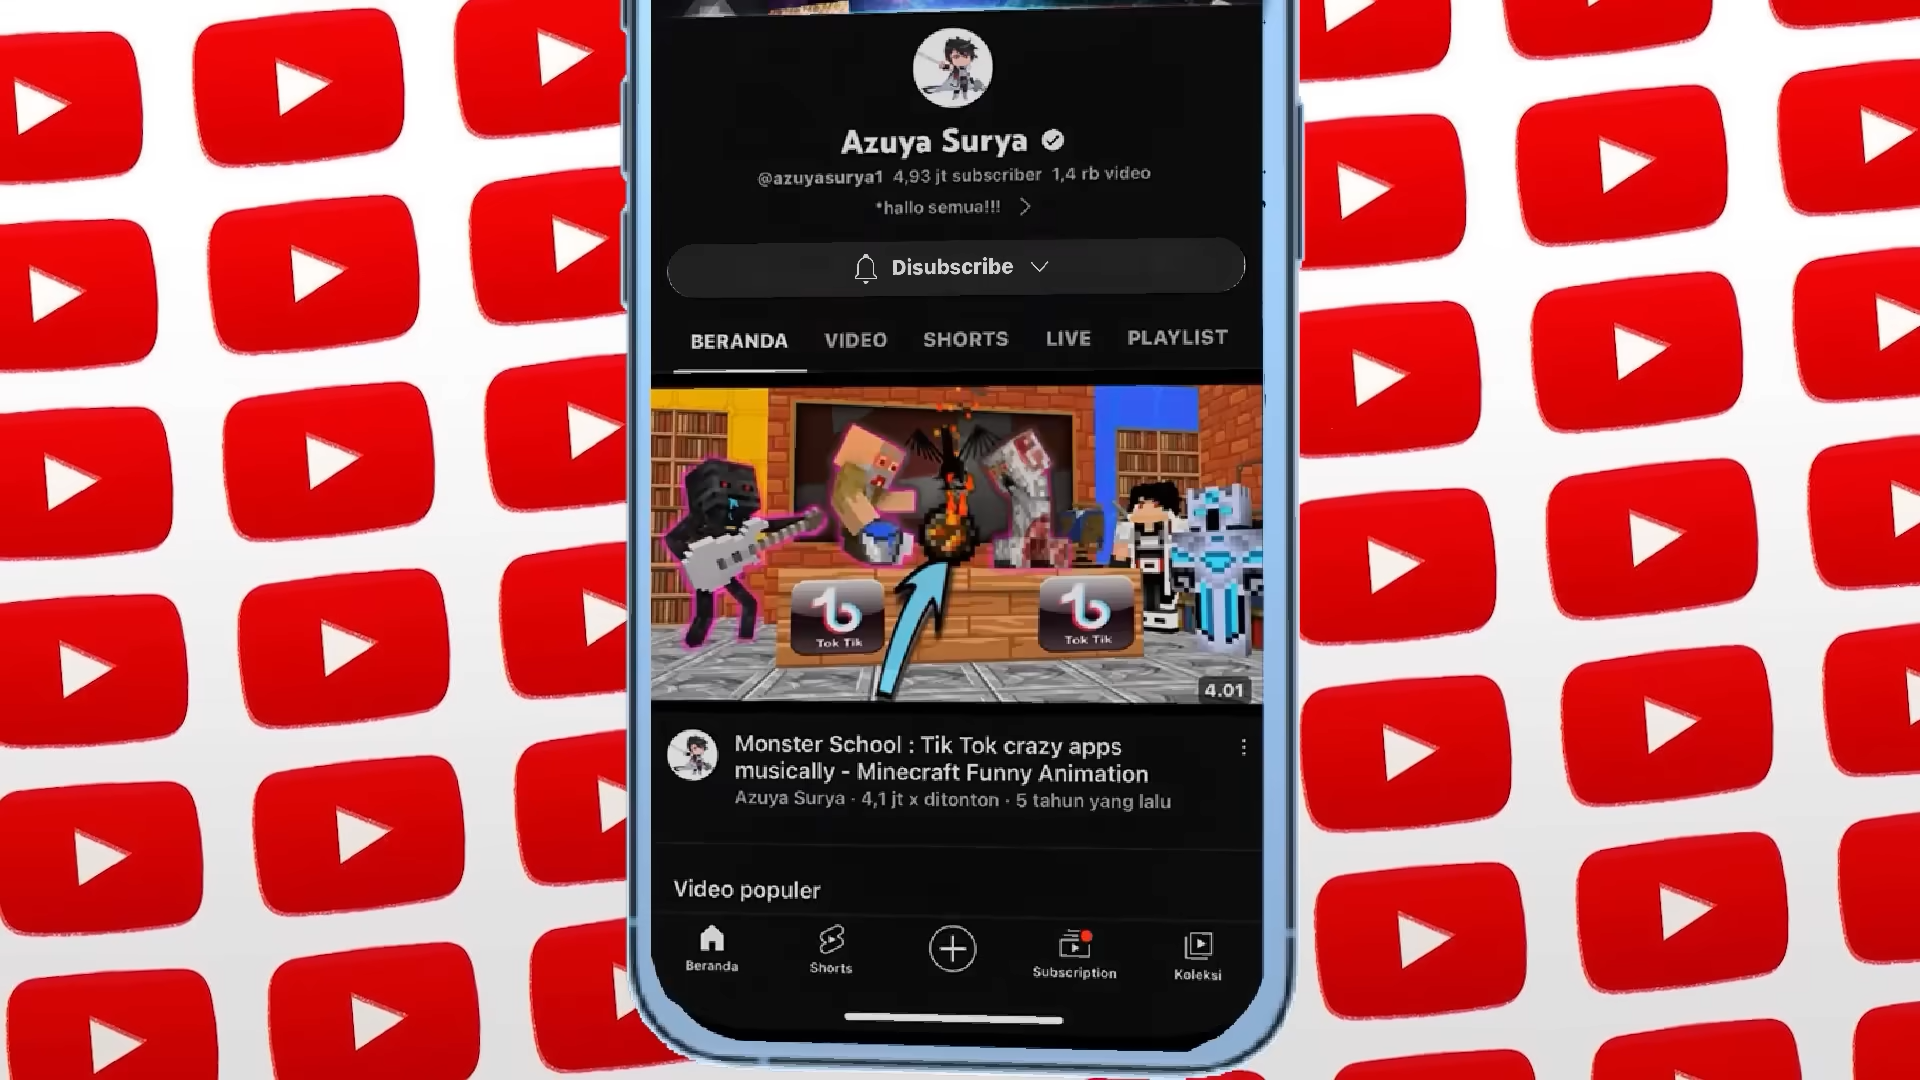 Azuya Surya
@azuyasurya1 4,93 jt subscriber 1,4 rb video
*hallo semua!!!
Disubscribe
BERANDA VIDEO SHORTS LIVE PLAYLIST
Tok Tik
Tok Tik
4.01
Monster School : Tik Tok crazy apps
musically - Minecraft Funny Animation
Azuya Surya · 4,1 jt x ditonton · 5 tahun yang lalu
Video populer
Beranda Shorts Subscription Koleksi